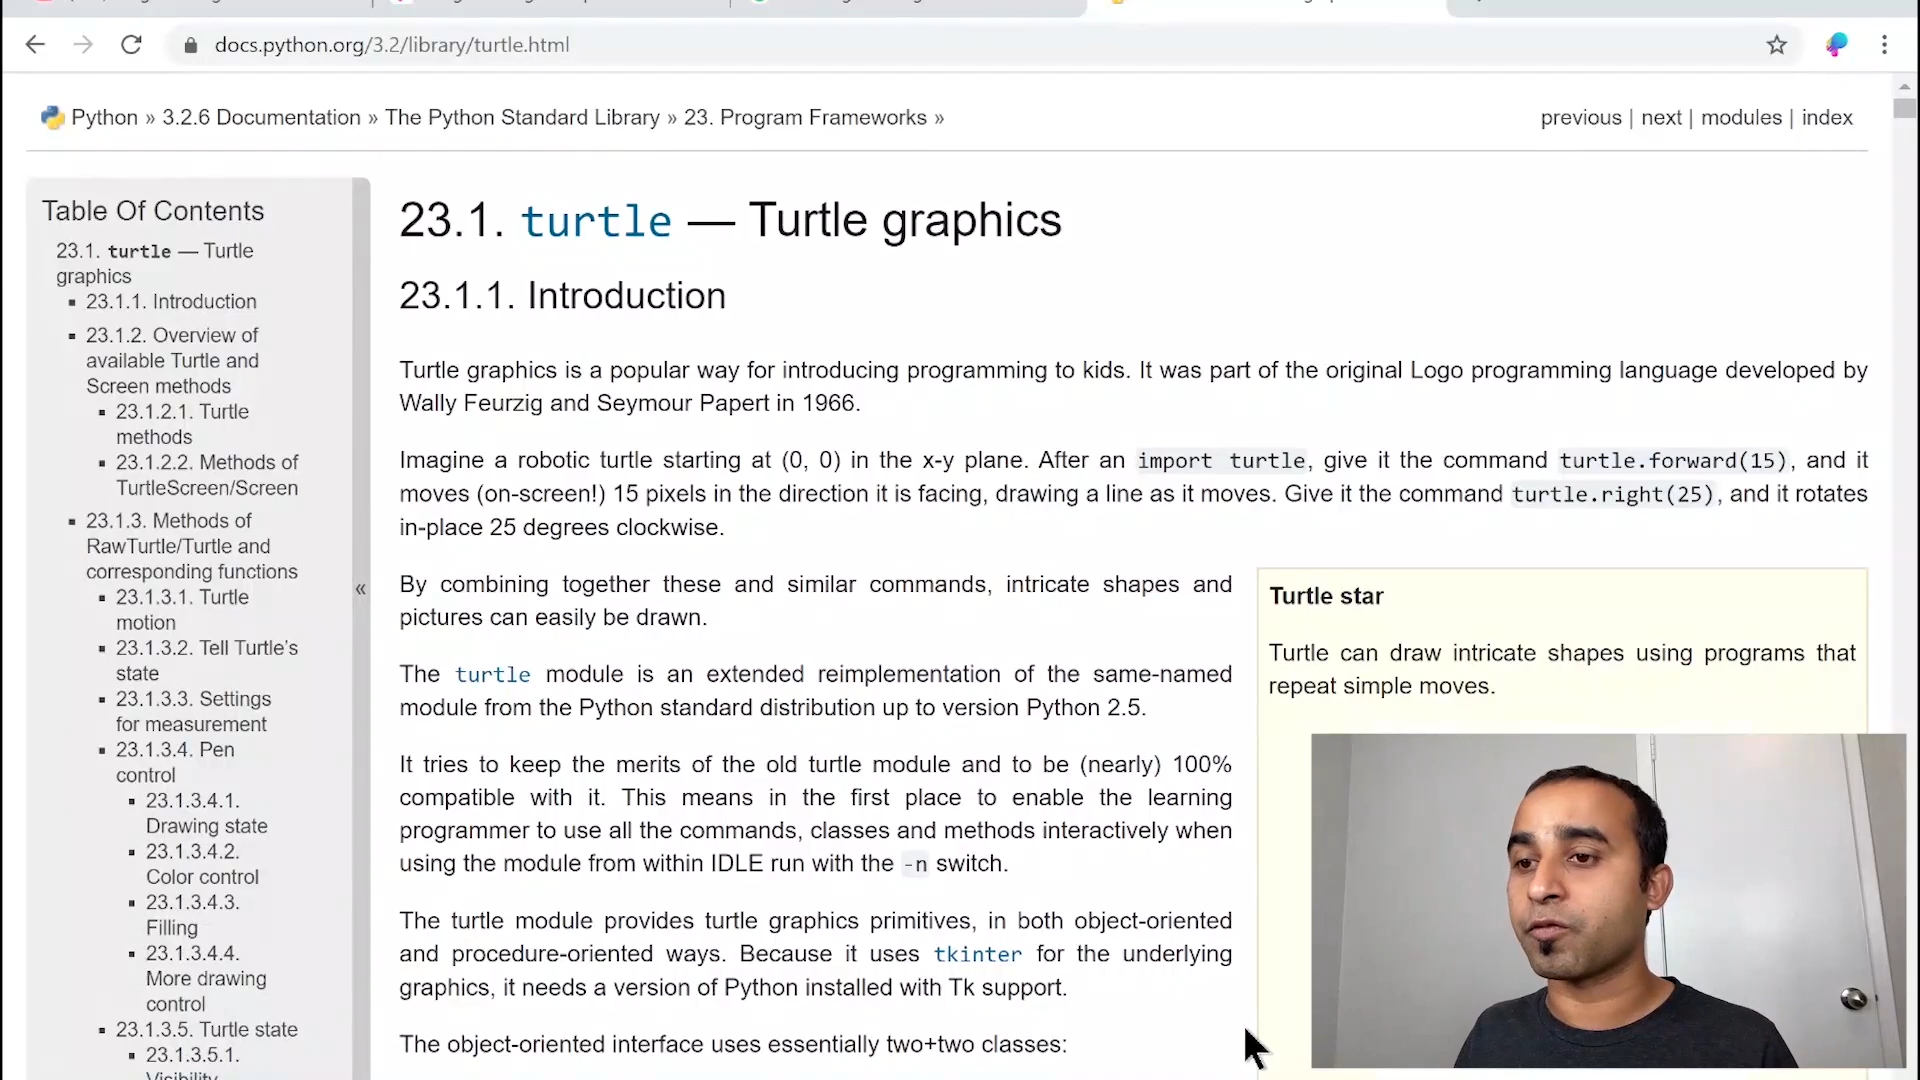 docs.python.org/3.2/library/turtle.html
Python » 3.2.6 Documentation » The Python Standard Library » 23. Program Frameworks »
previous | next | modules | index
Table Of Contents
23.1. turtle — Turtle
graphics
23.1.1. Introduction
23.1.2. Overview of
available Turtle and
Screen methods
23.1.2.1. Turtle
methods
23.1.2.2. Methods of
TurtleScreen/Screen
23.1.3. Methods of
RawTurtle/Turtle and
corresponding functions
23.1.3.1. Turtle
motion
23.1.3.2. Tell Turtle's
state
23.1.3.3. Settings
for measurement
23.1.3.4. Pen
control
23.1.3.4.1.
Drawing state
23.1.3.4.2.
Color control
23.1.3.4.3.
Filling
23.1.3.4.4.
More drawing
control
23.1.3.5. Turtle state
23.1.3.5.1.
Visibility
«
23.1. turtle — Turtle graphics
23.1.1. Introduction
Turtle graphics is a popular way for introducing programming to kids. It was part of the original Logo programming language developed by
Wally Feurzig and Seymour Papert in 1966.
Imagine a robotic turtle starting at (0, 0) in the x-y plane. After an import turtle, give it the command turtle.forward(15), and it
moves (on-screen!) 15 pixels in the direction it is facing, drawing a line as it moves. Give it the command turtle.right(25), and it rotates
in-place 25 degrees clockwise.
By combining together these and similar commands, intricate shapes and
pictures can easily be drawn.
The turtle module is an extended reimplementation of the same-named
module from the Python standard distribution up to version Python 2.5.
It tries to keep the merits of the old turtle module and to be (nearly) 100%
compatible with it. This means in the first place to enable the learning
programmer to use all the commands, classes and methods interactively when
using the module from within IDLE run with the -n switch.
The turtle module provides turtle graphics primitives, in both object-oriented
and procedure-oriented ways. Because it uses tkinter for the underlying
graphics, it needs a version of Python installed with Tk support.
The object-oriented interface uses essentially two+two classes:
Turtle star
Turtle can draw intricate shapes using programs that
repeat simple moves.